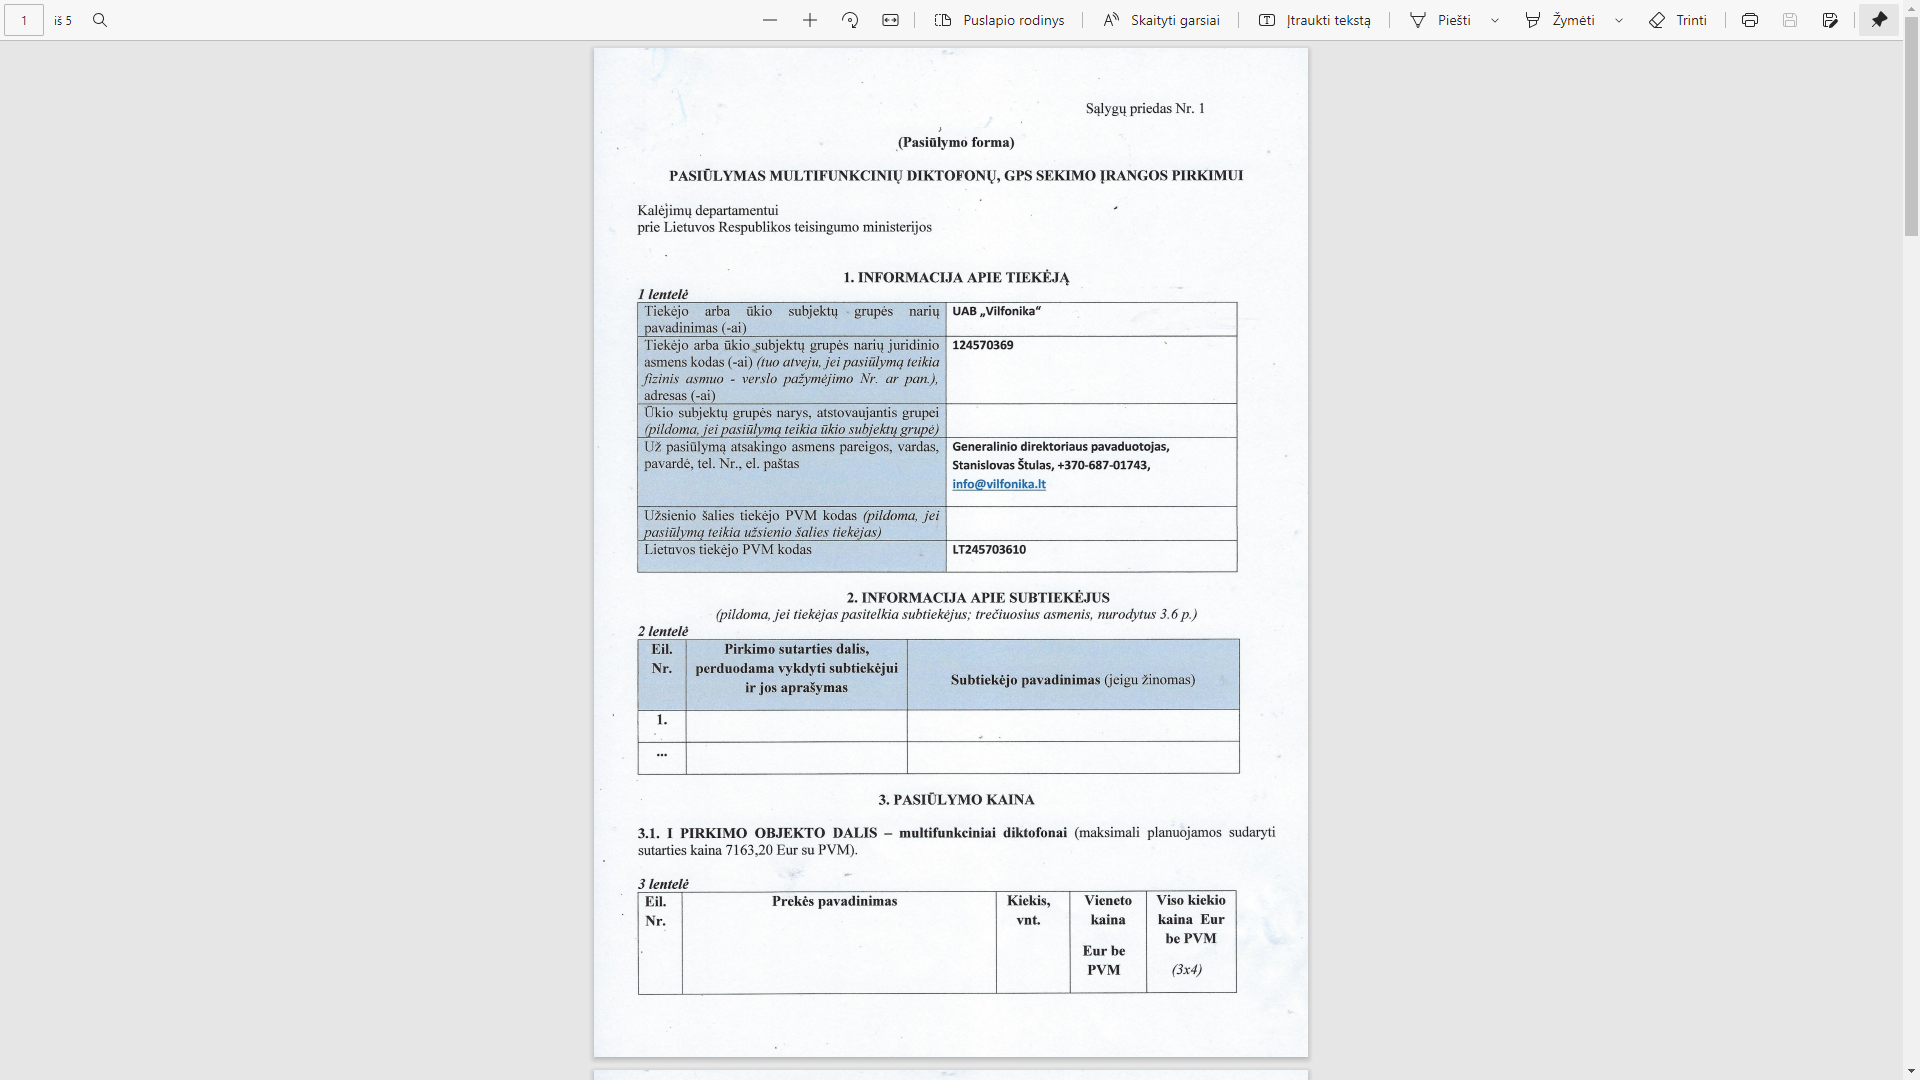 1
iš 5
Puslapio rodinys
Skaityti garsiai
Įtraukti tekstą
Piešti
Žymėti
Trinti
Sąlygų priedas Nr. 1
(Pasiūlymo forma)
PASIŪLYMAS MULTIFUNKCINIŲ DIKTOFONŲ, GPS SEKIMO ĮRANGOS PIRKIMUI
Kalėjimų departamentui
prie Lietuvos Respublikos teisingumo ministerijos
1. INFORMACIJA APIE TIEKĖJĄ
1 lentelė
Tiekėjo arba ūkio subjektų grupės narių
pavadinimas (-ai)
UAB „Vilfonika“
Tiekėjo arba ūkio subjektų grupės narių juridinio
asmens kodas (-ai) (tuo atveju, jei pasiūlymą teikia
fizinis asmuo - verslo pažymėjimo Nr. ar pan.),
adresas (-ai)
124570369
Ūkio subjektų grupės narys, atstovaujantis grupei
(pildoma, jei pasiūlymą teikia ūkio subjektų grupė)
Už pasiūlymą atsakingo asmens pareigos, vardas,
pavardė, tel. Nr., el. paštas
Generalinio direktoriaus pavaduotojas,
Stanislovas Štulas, +370-687-01743,
info@vilfonika.lt
Užsienio šalies tiekėjo PVM kodas (pildoma, jei
pasiūlymą teikia užsienio šalies tiekėjas)
Lietuvos tiekėjo PVM kodas
LT245703610
2. INFORMACIJA APIE SUBTIEKĖJUS
(pildoma, jei tiekėjas pasitelkia subtiekėjus; trečiuosius asmenis, nurodytus 3.6 p.)
2 lentelė
Eil.
Nr.
Pirkimo sutarties dalis,
perduodama vykdyti subtiekėjui
ir jos aprašymas
Subtiekėjo pavadinimas (jeigu žinomas)
1.
...
3. PASIŪLYMO KAINA
3.1. I PIRKIMO OBJEKTO DALIS – multifunkciniai diktofonai (maksimali planuojamos sudaryti
sutarties kaina 7163,20 Eur su PVM).
3 lentelė
Eil.
Nr.
Prekės pavadinimas
Kiekis,
vnt.
Vieneto
kaina
Eur be
PVM
Viso kiekio
kaina Eur
be PVM
(3x4)